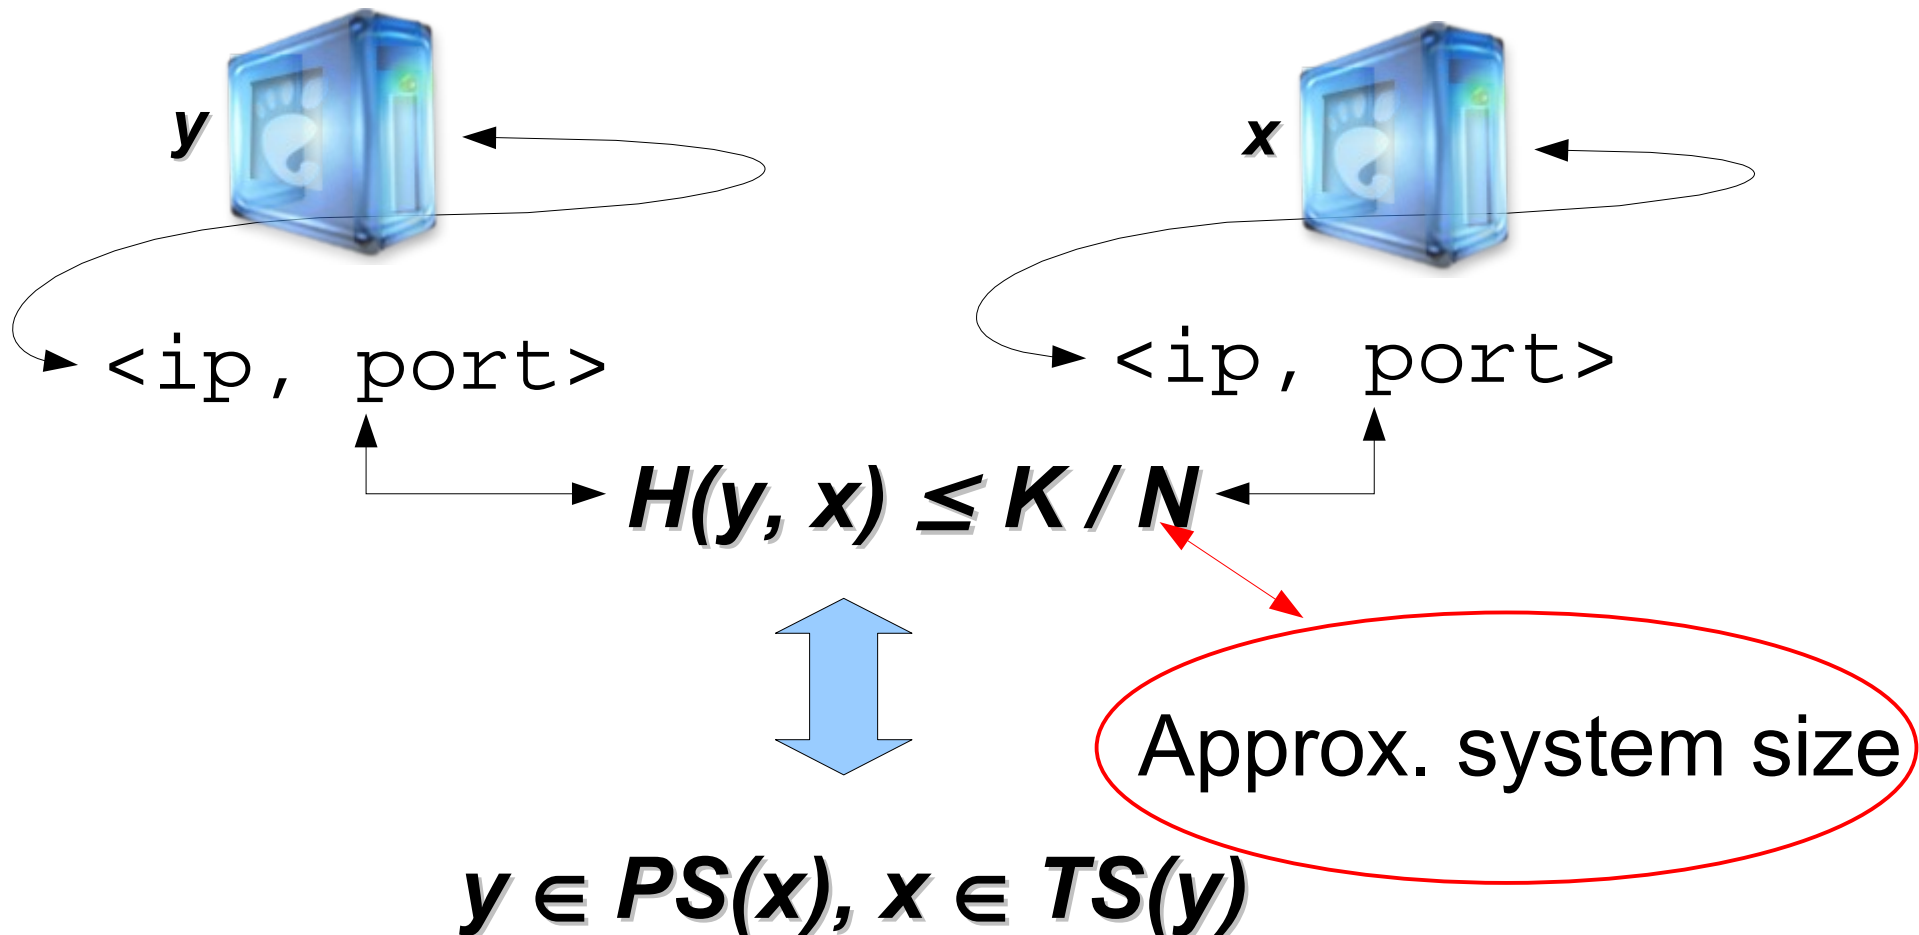 y
x
<ip, port>
<ip, port>
H(y, x) ≤ K / N
Approx. system size
y ∈ PS(x), x ∈ TS(y)